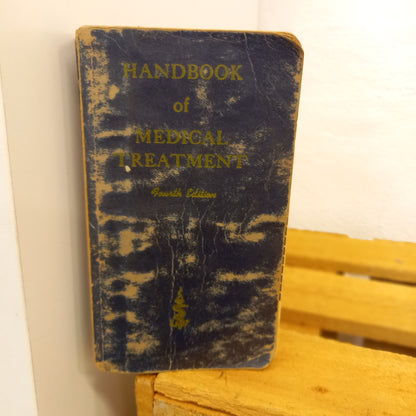 HANDBOOK
of
MEDICAL
TREATMENT
Fourth Edition